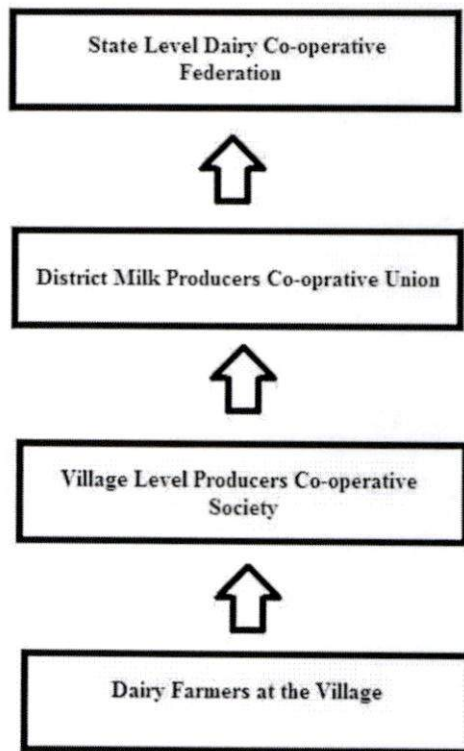 State Level Dairy Co-operative
Federation
District Milk Producers Co-oprative Union
Village Level Producers Co-operative
Society
Dairy Farmers at the Village